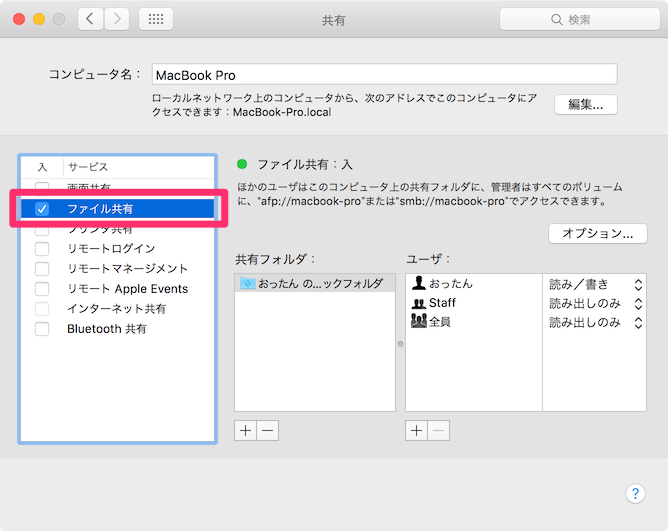 共有
検索
コンピュータ名：
MacBook Pro
ローカルネットワーク上のコンピュータから、次のアドレスでこのコンピュータにア
クセスできます：MacBook-Pro.local
編集...
入 サービス
画面共有
ファイル共有
プリンタ共有
リモートログイン
リモートマネージメント
リモート Apple Events
インターネット共有
Bluetooth 共有
ファイル共有：入
ほかのユーザはこのコンピュータ上の共有フォルダに、管理者はすべてのボリューム
に、“afp://macbook-pro”または“smb://macbook-pro”でアクセスできます。
オプション...
共有フォルダ：
おったん の...ックフォルダ
ユーザ：
おったん 読み／書き
Staff 読み出しのみ
全員 読み出しのみ
?